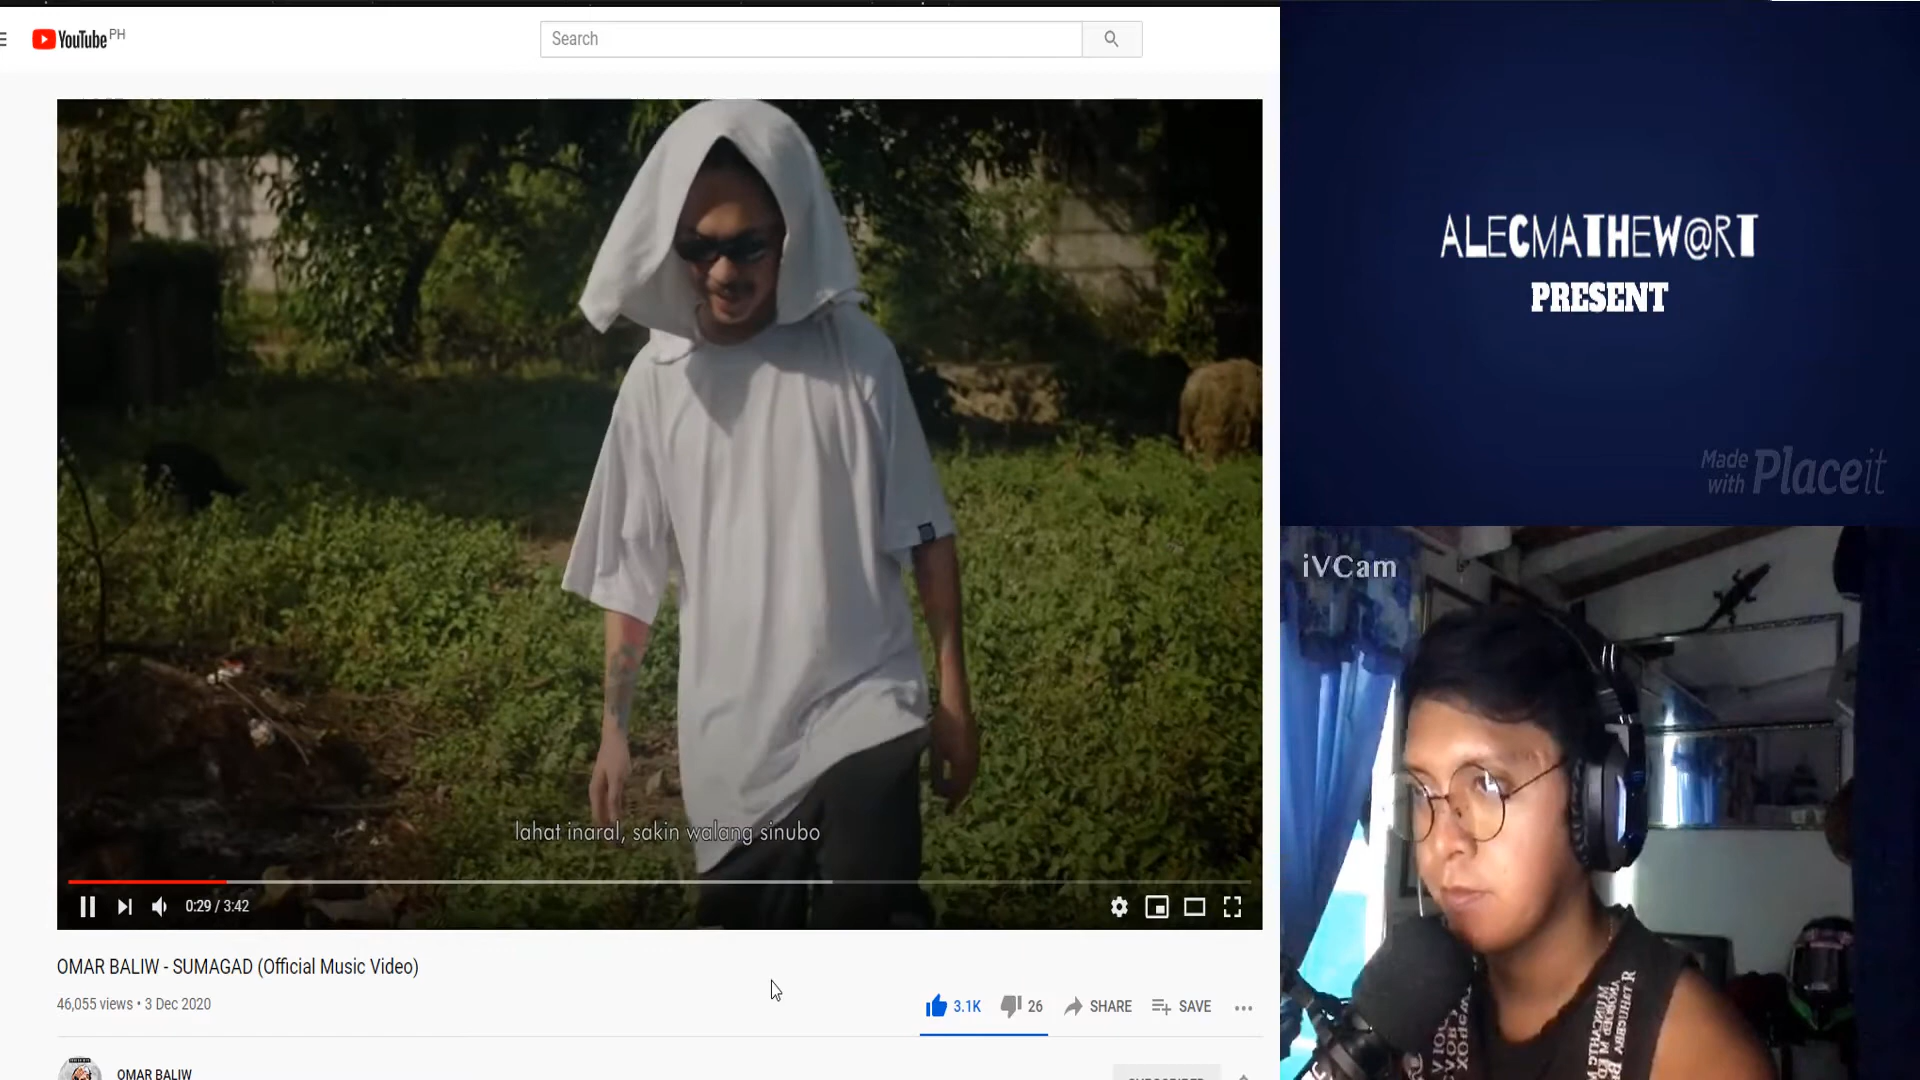 YouTube PH
Search
lahat inaral, sakin walang sinubo
0:29 / 3:42
OMAR BALIW - SUMAGAD (Official Music Video)
46,055 views • 3 Dec 2020
3.1K
26
SHARE
SAVE
OMAR BALIW
ALECMATHEW@RT
PRESENT
Made with Placeit
iVCam